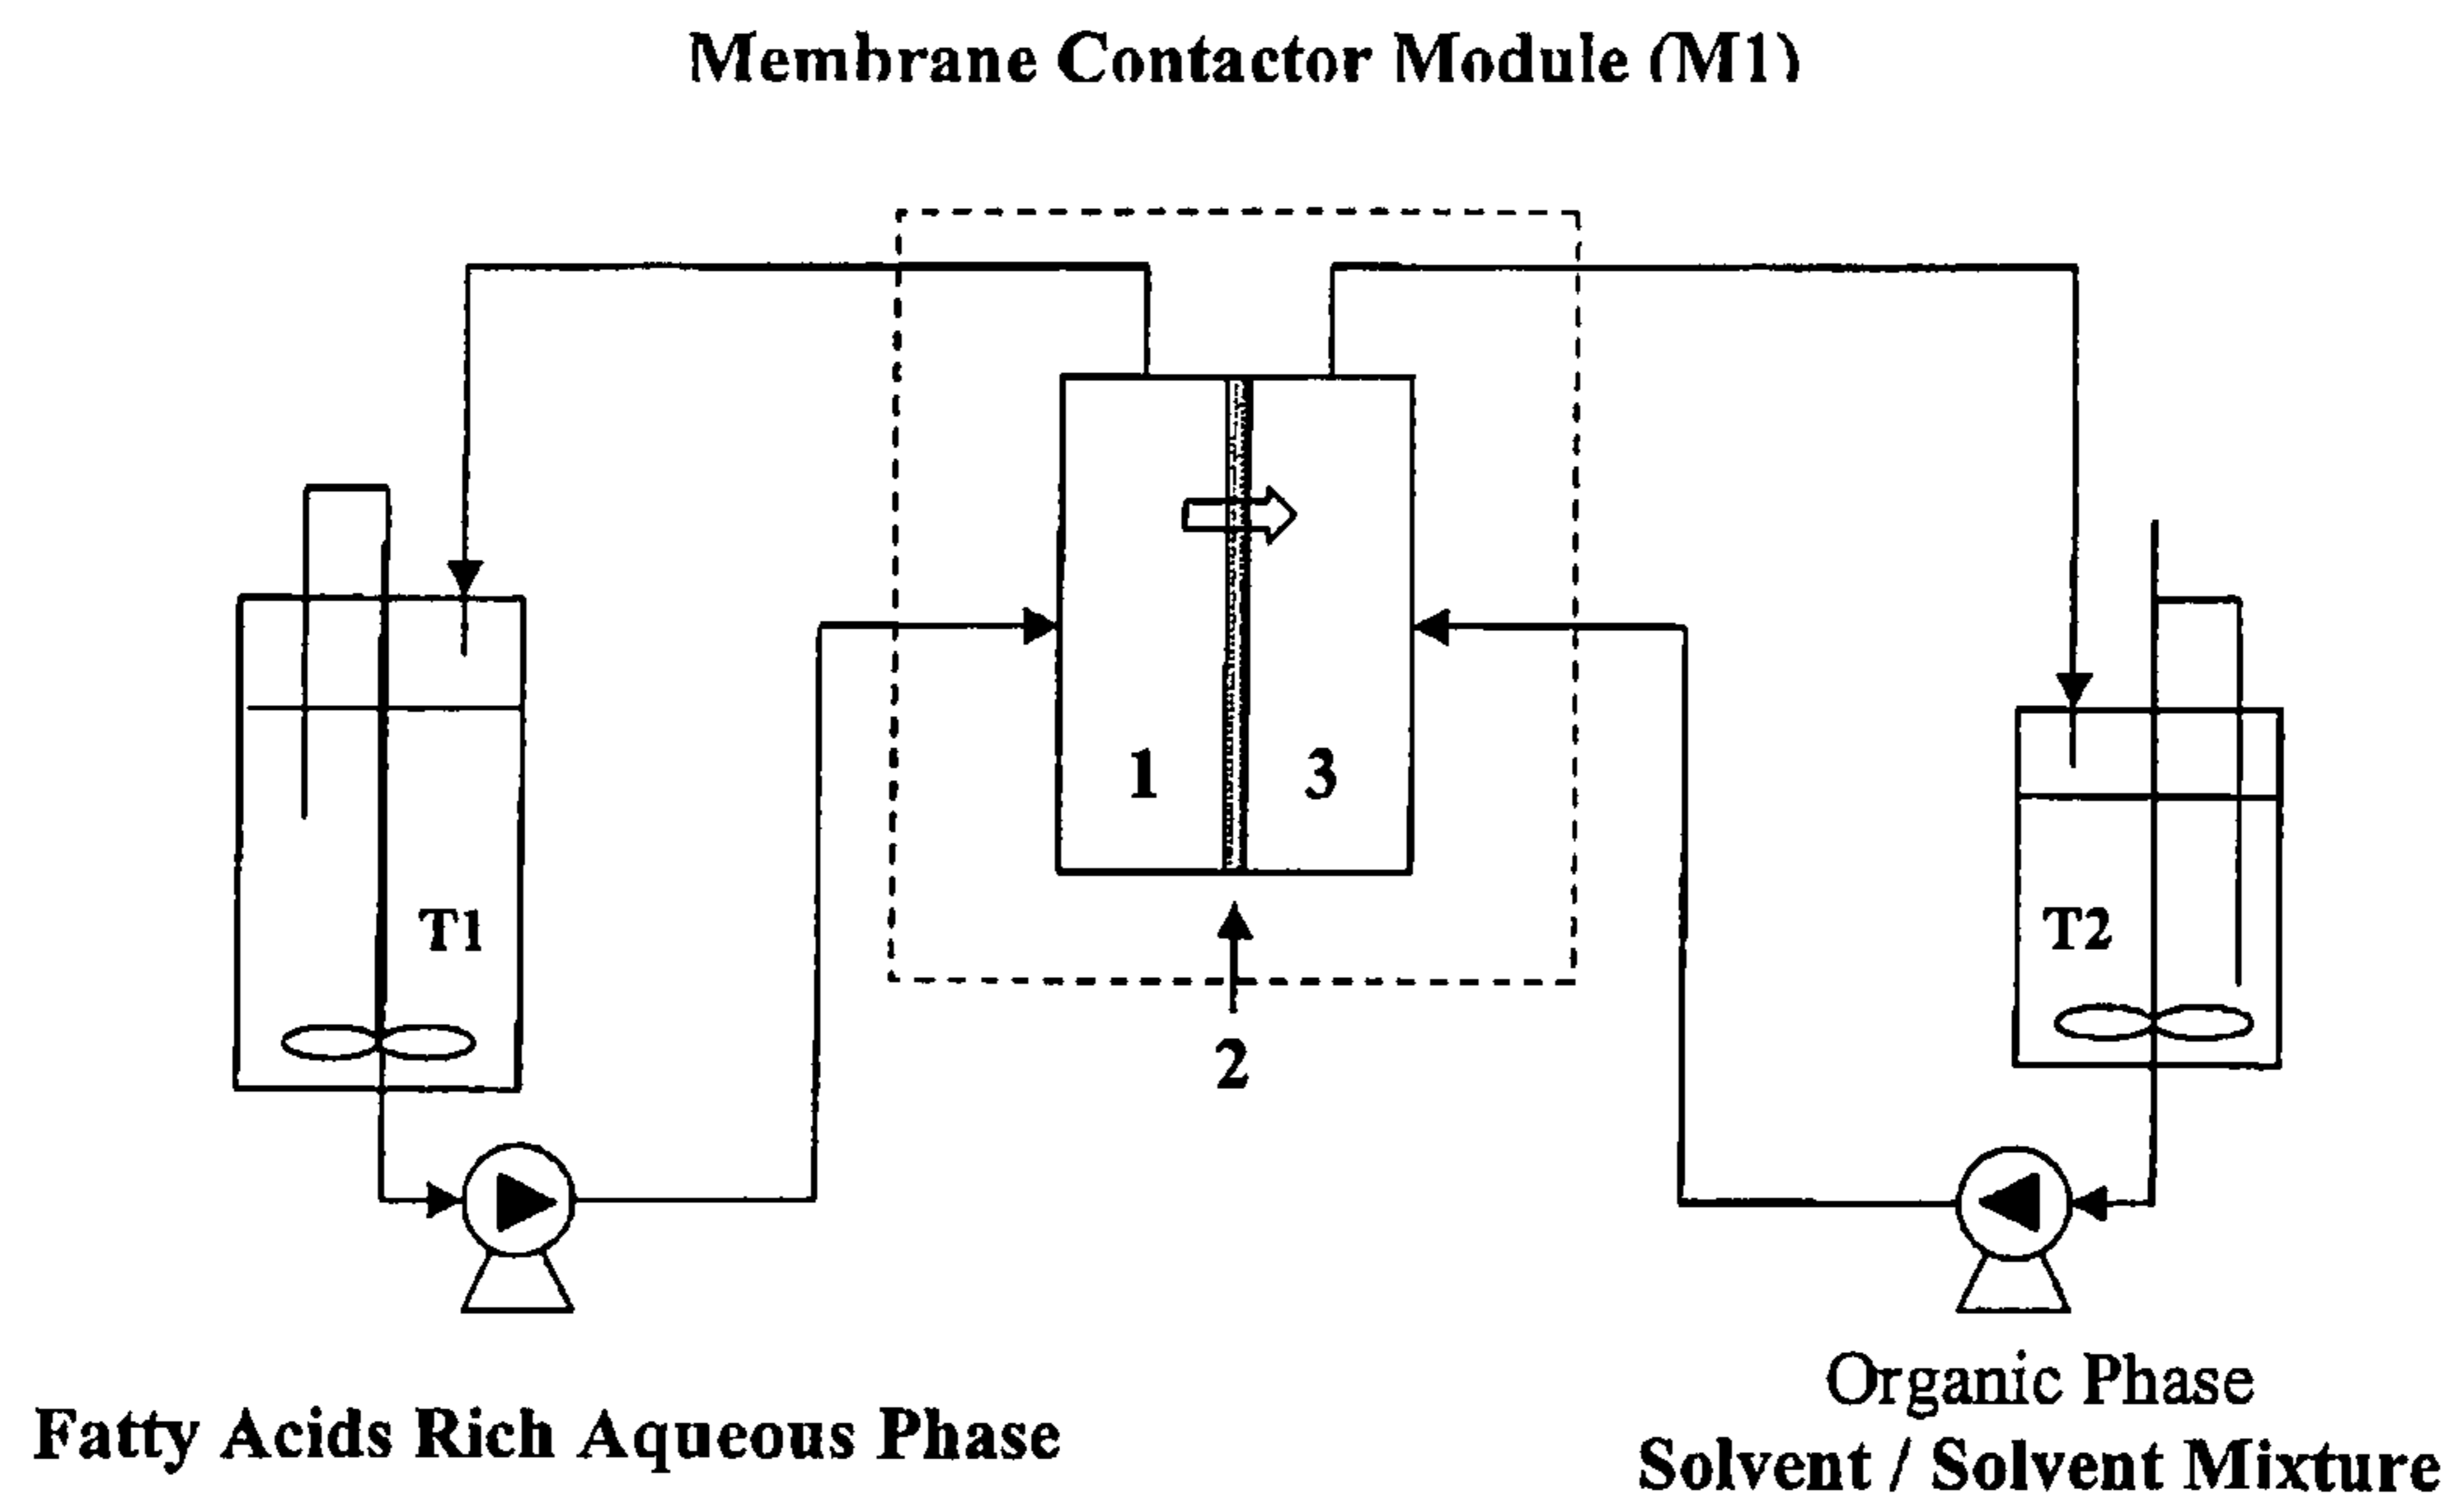 Membrane Contactor Module (M1)
1
3
T1
T2
2
Fatty Acids Rich Aqueous Phase
Organic Phase
Solvent / Solvent Mixture